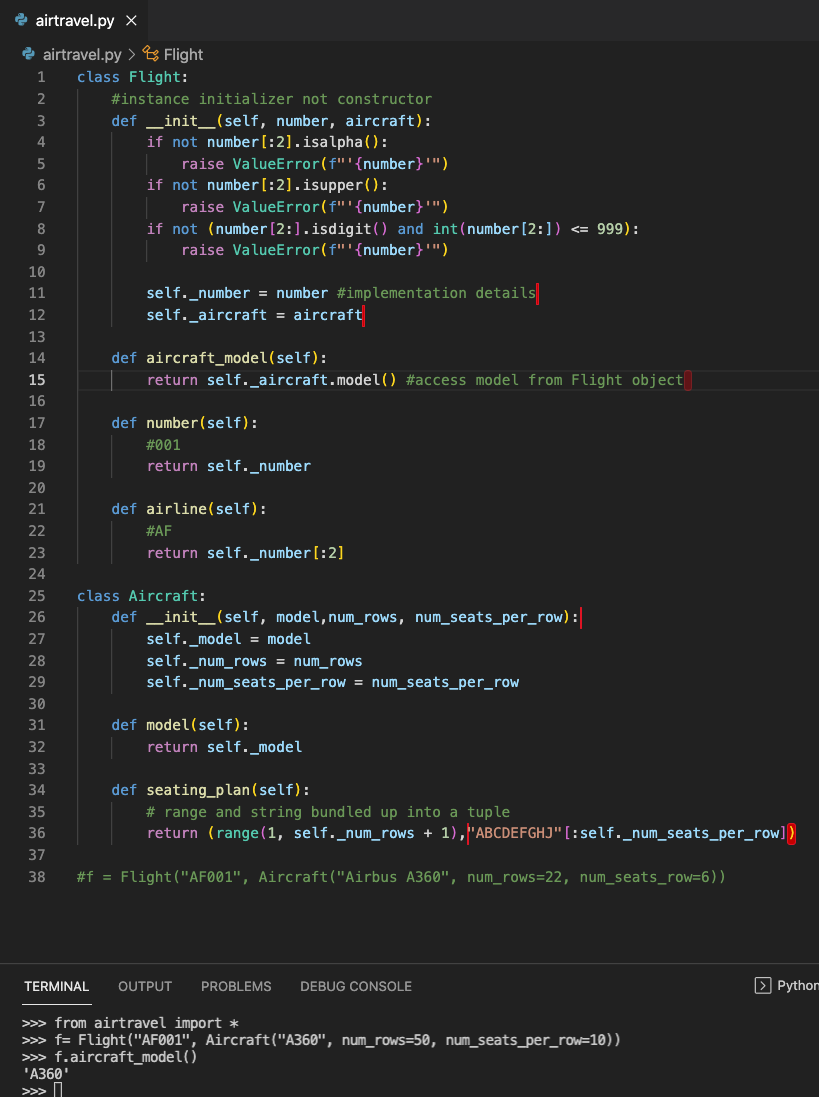 airtravel.py ×
airtravel.py > Flight
1 class Flight:
2     #instance initializer not constructor
3     def __init__(self, number, aircraft):
4         if not number[:2].isalpha():
5             raise ValueError(f"'{number}'")
6         if not number[:2].isupper():
7             raise ValueError(f"'{number}'")
8         if not (number[2:].isdigit() and int(number[2:]) <= 999):
9             raise ValueError(f"'{number}'")
10
11         self._number = number #implementation details
12         self._aircraft = aircraft
13
14     def aircraft_model(self):
15         return self._aircraft.model() #access model from Flight object
16
17     def number(self):
18         #001
19         return self._number
20
21     def airline(self):
22         #AF
23         return self._number[:2]
24
25 class Aircraft:
26     def __init__(self, model,num_rows, num_seats_per_row):
27         self._model = model
28         self._num_rows = num_rows
29         self._num_seats_per_row = num_seats_per_row
30
31     def model(self):
32         return self._model
33
34     def seating_plan(self):
35         # range and string bundled up into a tuple
36         return (range(1, self._num_rows + 1),"ABCDEFGHJ"[:self._num_seats_per_row])
37
38 #f = Flight("AF001", Aircraft("Airbus A360", num_rows=22, num_seats_row=6))
TERMINAL OUTPUT PROBLEMS DEBUG CONSOLE Python
>>> from airtravel import *
>>> f= Flight("AF001", Aircraft("A360", num_rows=50, num_seats_per_row=10))
>>> f.aircraft_model()
'A360'
>>>